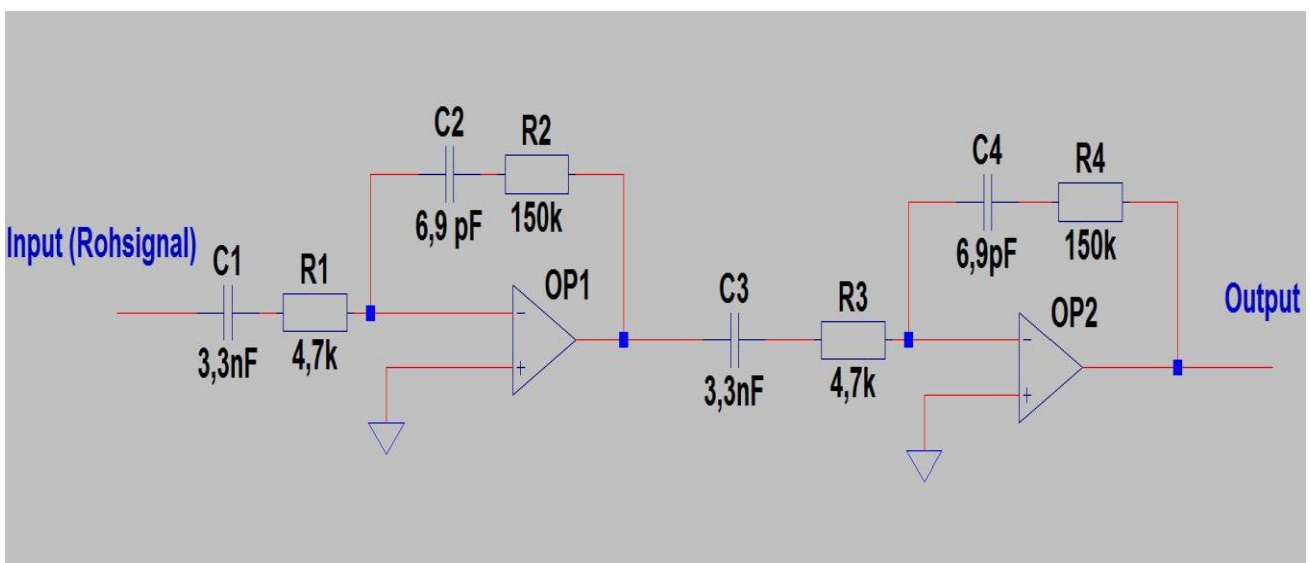 C2
R2
6,9 pF
150k
C4
R4
6,9pF
150k
Input (Rohsignal)
C1
R1
3,3nF
4,7k
OP1
-
+
C3
R3
3,3nF
4,7k
OP2
-
+
Output